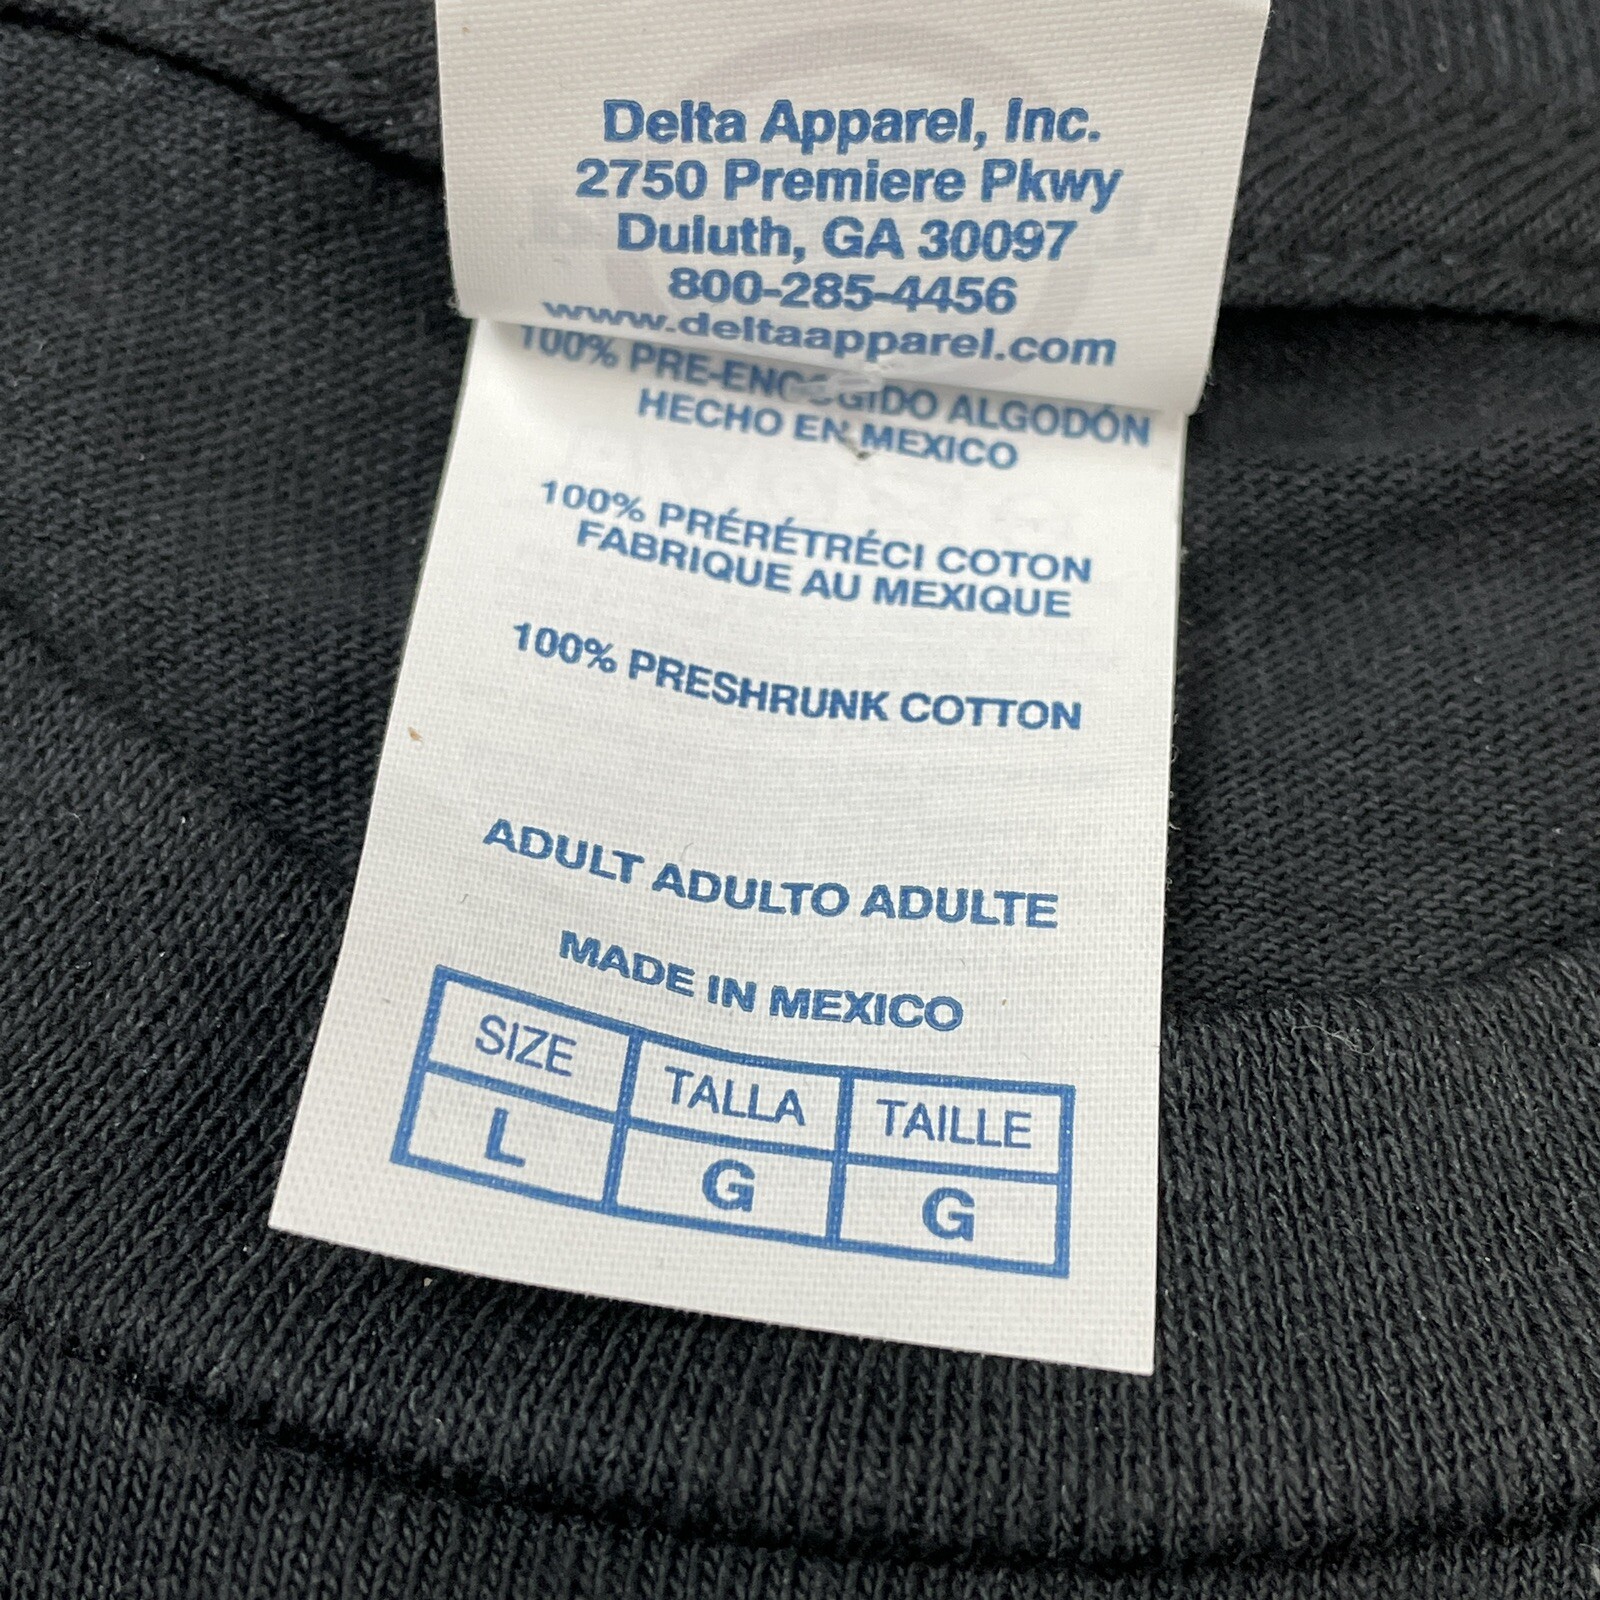 Delta Apparel, Inc.
2750 Premiere Pkwy
Duluth, GA 30097
800-285-4456
www.deltaapparel.com
100% PRE-ENCOGIDO ALGODÓN
HECHO EN MEXICO
100% PRÉRÉTRÉCI COTON
FABRIQUE AU MEXIQUE
100% PRESHRUNK COTTON
ADULT ADULTO ADULTE
MADE IN MEXICO
SIZE TALLA TAILLE
L G G